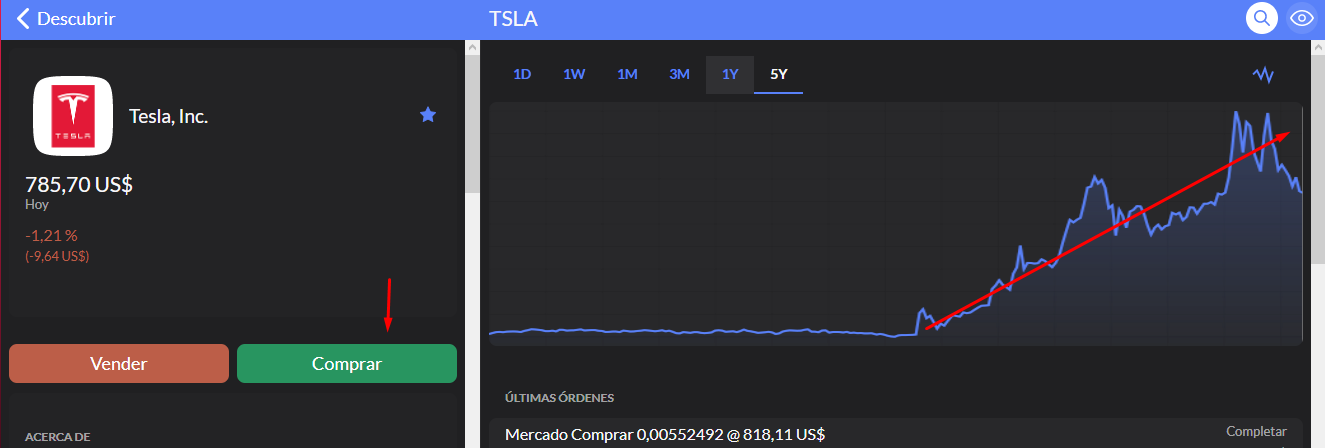 Descubrir
TSLA
TESLA
Tesla, Inc.
785,70 US$
Hoy
-1,21 %
(-9,64 US$)
Vender
Comprar
ACERCA DE
1D 1W 1M 3M 1Y 5Y
ÚLTIMAS ÓRDENES
Mercado Comprar 0,00552492 @ 818,11 US$
Completar